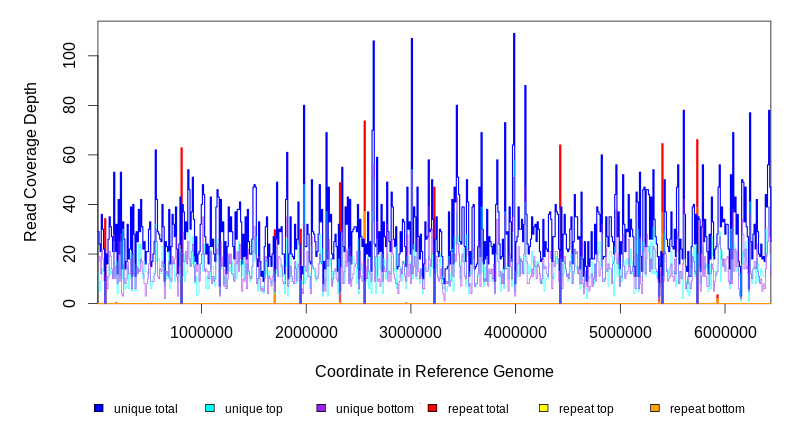 100
80
60
40
20
0
Read Coverage Depth
1000000 2000000 3000000 4000000 5000000 6000000
Coordinate in Reference Genome
unique total unique top unique bottom repeat total repeat top repeat bottom